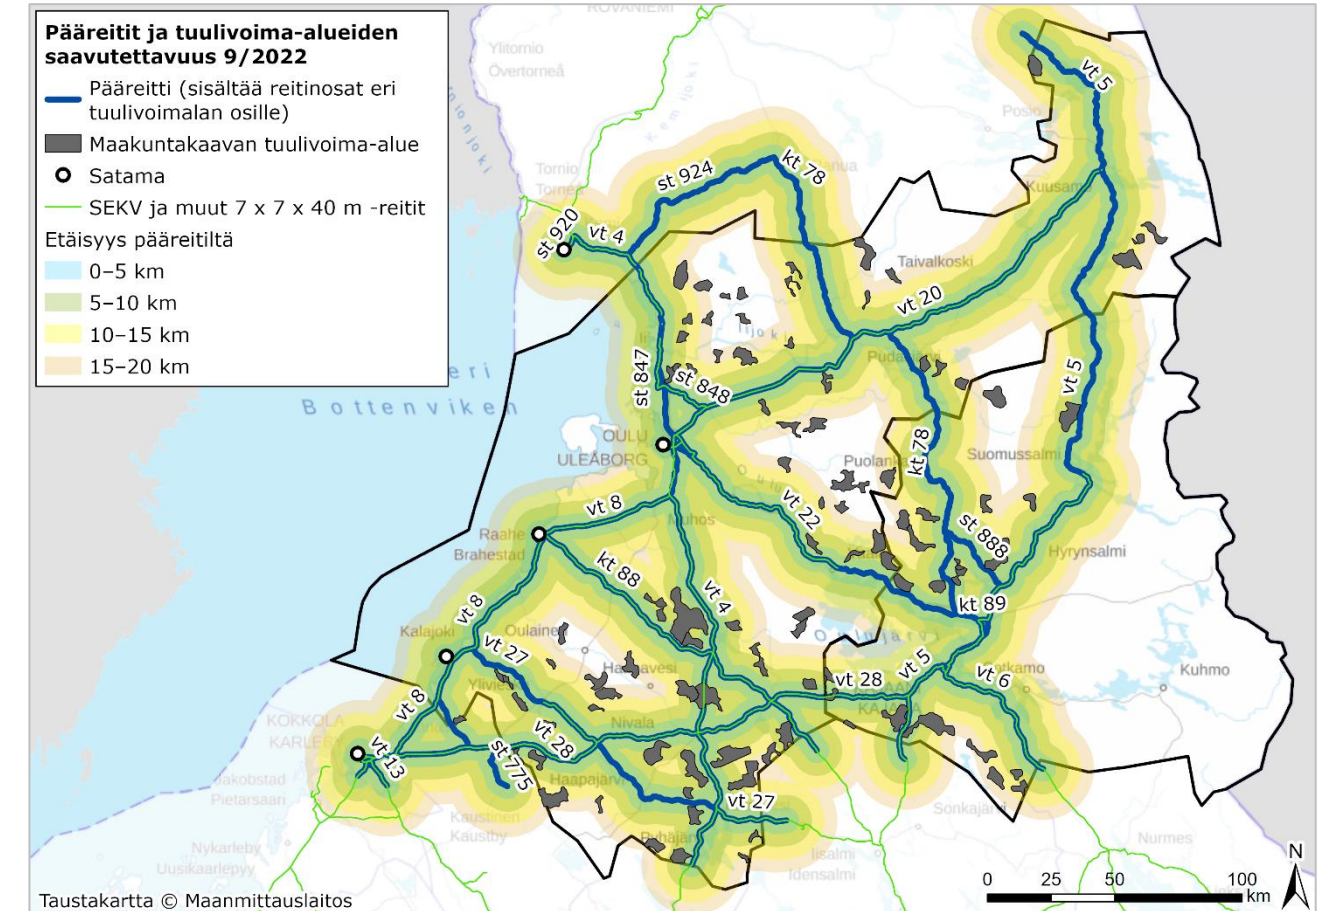 Pääreitit ja tuulivoima-alueiden
saavutettavuus 9/2022
Pääreitti (sisältää reitinosat eri
tuulivoimalan osille)
Maakuntakaavan tuulivoima-alue
Satama
SEKV ja muut 7 x 7 x 40 m -reitit
Etäisyys pääreitiltä
0–5 km
5–10 km
10–15 km
15–20 km
ROVANIEMI
Ylitornio
Övertorneå
Kemijoki
Posio
vt 5
Tornio
Torneå
st 924
kt 78
Kuusamo
st 920
vt 4
Taivalkoski
vt 20
Iijoki
st 847
st 848
Pudasjärvi
vt 5
Bottenviken
OULU
ULEÅBORG
kt 78
Puolanka
Suomussalmi
vt 8
Muhos
vt 22
st 888
Hyrynsalmi
Raahe
Brahestad
kt 88
vt 4
kt 89
Oulujärvi
vt 8
Kalajoki
Oulainen
vt 27
Haapavesi
vt 28
vt 5
vt 6
Kuhmo
KAJAANI
Ylivieska
vt 8
KOKKOLA
KARLEBY
Nivala
vt 28
vt 13
st 775
Haapajärvi
vt 27
Jakobstad
Pietarsaari
Kaustinen
Kaustby
Pyhäjärvi
Sonkajärvi
Nykarleby
Uusikaarlepyy
Iisalmi
Idensalmi
Nurmes
N
0 25 50 100
km
Taustakartta © Maanmittauslaitos